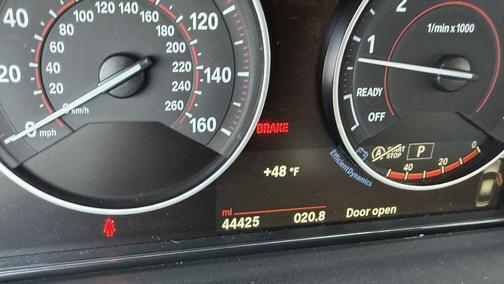 40
20
0 mph
120 140
100 160
80 180
200
60
220
40
240
20
260
0 km/h
120
140
160
2
1/min x 1000
1
READY
OFF
BRAKE
+48 °F
EfficientDynamics
A START STOP
P
40 20 0
mi
44425 020.8 Door open